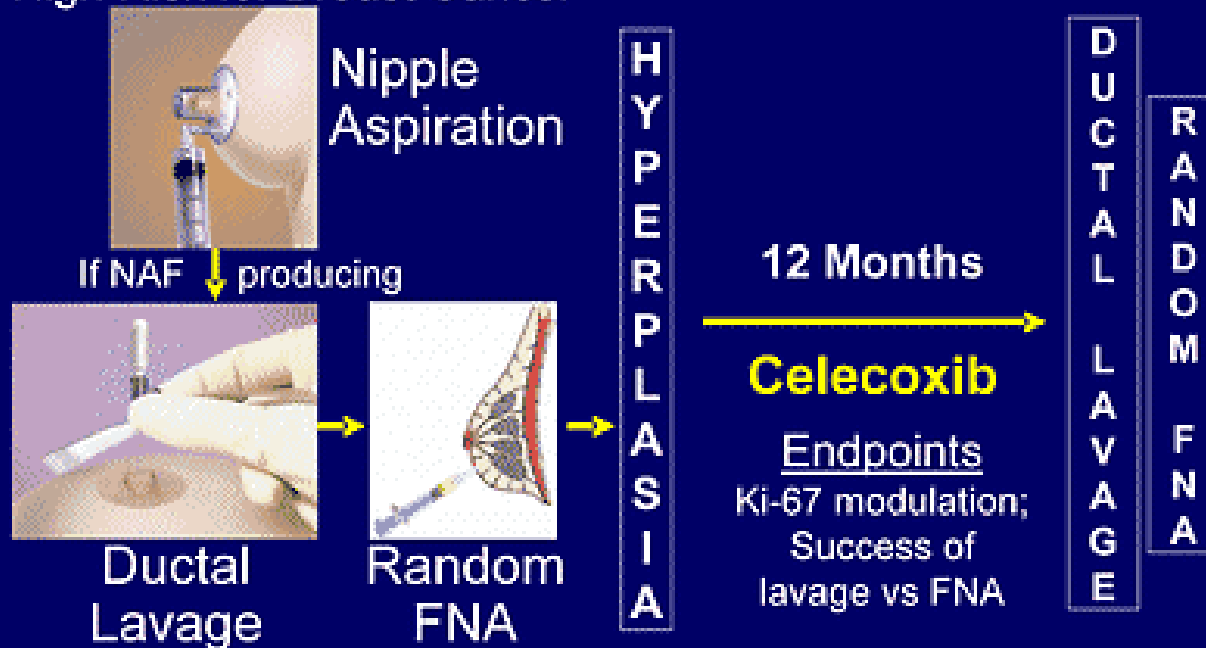 Nipple
Aspiration
If NAF producing
Ductal
Lavage
Random
FNA
HYPERPLASIA
12 Months
Celecoxib
Endpoints
Ki-67 modulation;
Success of
lavage vs FNA
DUCTAL LAVAGE
RANDOM FNA